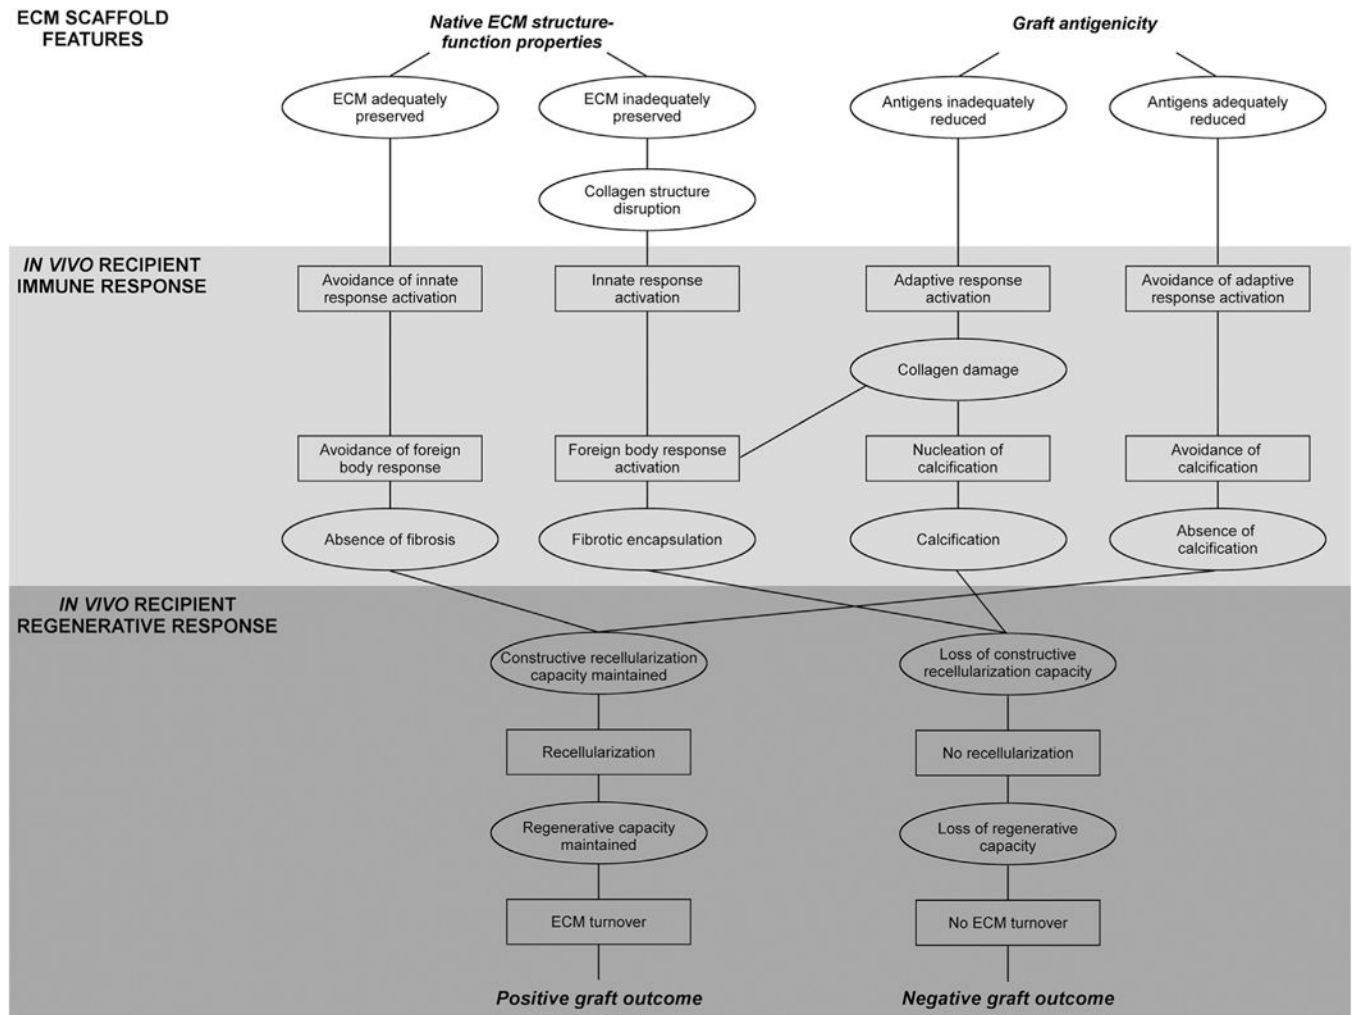 ECM SCAFFOLD
FEATURES
Native ECM structure-
function properties
Graft antigenicity
ECM adequately
preserved
ECM inadequately
preserved
Antigens inadequately
reduced
Antigens adequately
reduced
Collagen structure
disruption
IN VIVO RECIPIENT
IMMUNE RESPONSE
Avoidance of innate
response activation
Innate response
activation
Adaptive response
activation
Avoidance of adaptive
response activation
Collagen damage
Avoidance of foreign
body response
Foreign body response
activation
Nucleation of
calcification
Avoidance of
calcification
Absence of fibrosis
Fibrotic encapsulation
Calcification
Absence of
calcification
IN VIVO RECIPIENT
REGENERATIVE RESPONSE
Constructive recellularization
capacity maintained
Loss of constructive
recellularization capacity
Recellularization
No recellularization
Regenerative capacity
maintained
Loss of regenerative
capacity
ECM turnover
No ECM turnover
Positive graft outcome
Negative graft outcome